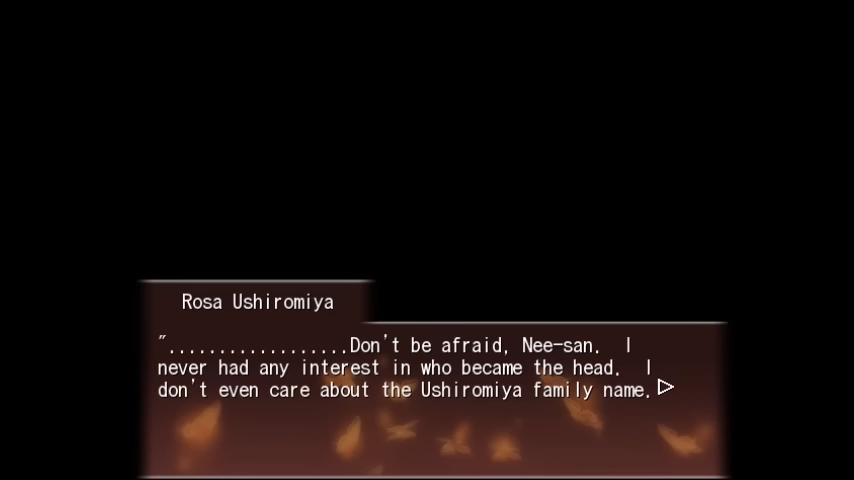 Rosa Ushiromiya
"..................Don't be afraid, Nee-san.  I
never had any interest in who became the head.  I
don't even care about the Ushiromiya family name.